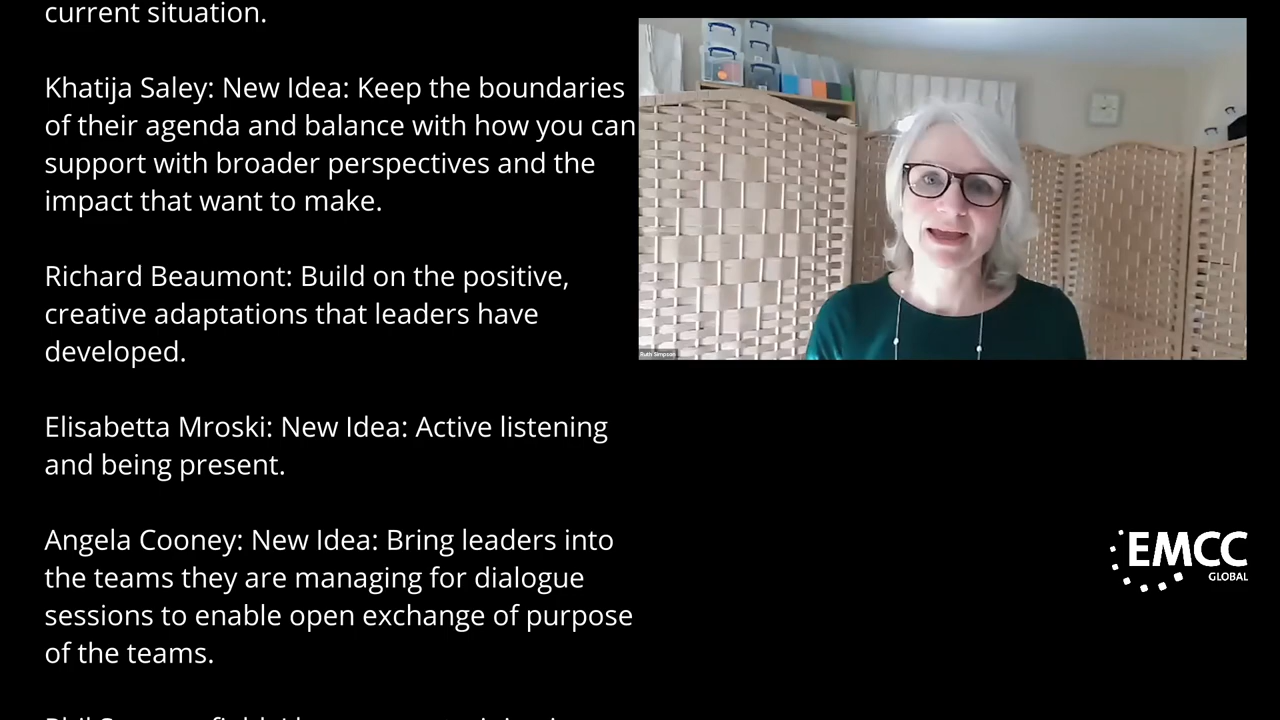 current situation.
Khatija Saley: New Idea: Keep the boundaries
of their agenda and balance with how you can
support with broader perspectives and the
impact that want to make.
Richard Beaumont: Build on the positive,
creative adaptations that leaders have
developed.
Elisabetta Mroski: New Idea: Active listening
and being present.
Angela Cooney: New Idea: Bring leaders into
the teams they are managing for dialogue
sessions to enable open exchange of purpose
of the teams.
Ruth Simpson
EMCC
GLOBAL